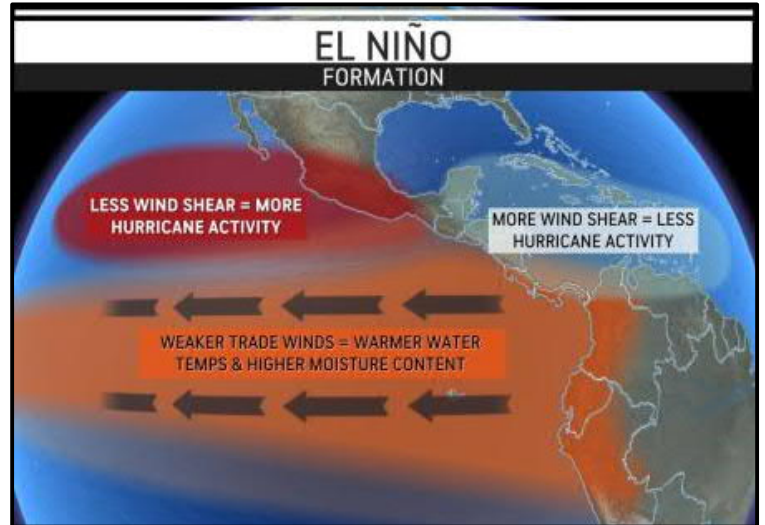 EL NIÑO
FORMATION
LESS WIND SHEAR = MORE
HURRICANE ACTIVITY
MORE WIND SHEAR = LESS
HURRICANE ACTIVITY
WEAKER TRADE WINDS = WARMER WATER
TEMPS & HIGHER MOISTURE CONTENT